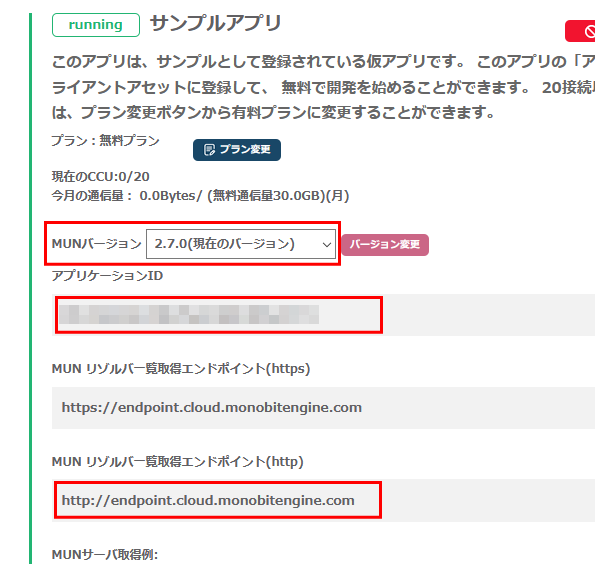 running サンプルアプリ
このアプリは、サンプルとして登録されている仮アプリです。 このアプリの「ア
ライアントアセットに登録して、 無料で開発を始めることができます。 20接続
は、プラン変更ボタンから有料プランに変更することができます。
プラン：無料プラン プラン変更
現在のCCU:0/20
今月の通信量： 0.0Bytes/ (無料通信量30.0GB)(月)
MUNバージョン 2.7.0(現在のバージョン) バージョン変更
アプリケーションID
MUN リゾルバ一覧取得エンドポイント(https)
https://endpoint.cloud.monobitengine.com
MUN リゾルバ一覧取得エンドポイント(http)
http://endpoint.cloud.monobitengine.com
MUNサーバ取得例: